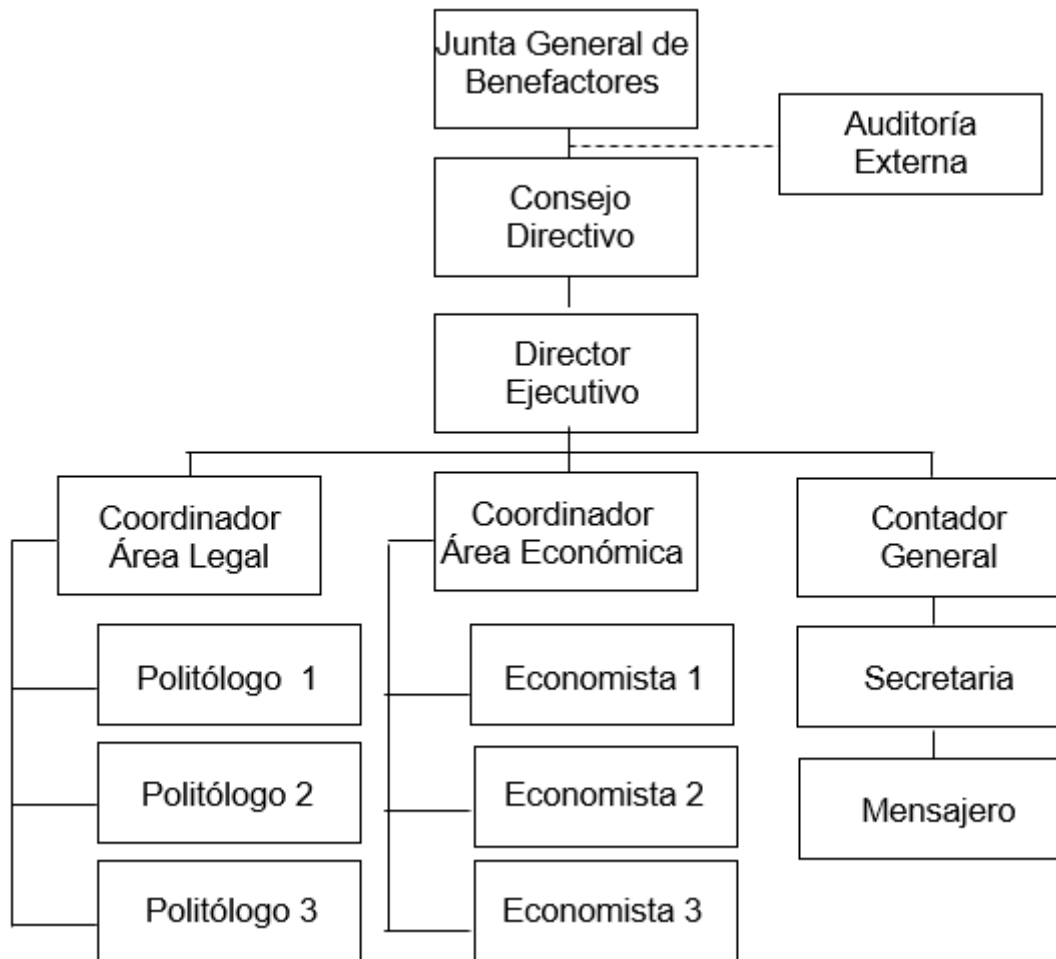 Junta General de
Benefactores
Auditoría
Externa
Consejo
Directivo
Director
Ejecutivo
Coordinador
Área Legal
Coordinador
Área Económica
Contador
General
Politólogo 1
Economista 1
Secretaria
Politólogo 2
Economista 2
Mensajero
Politólogo 3
Economista 3